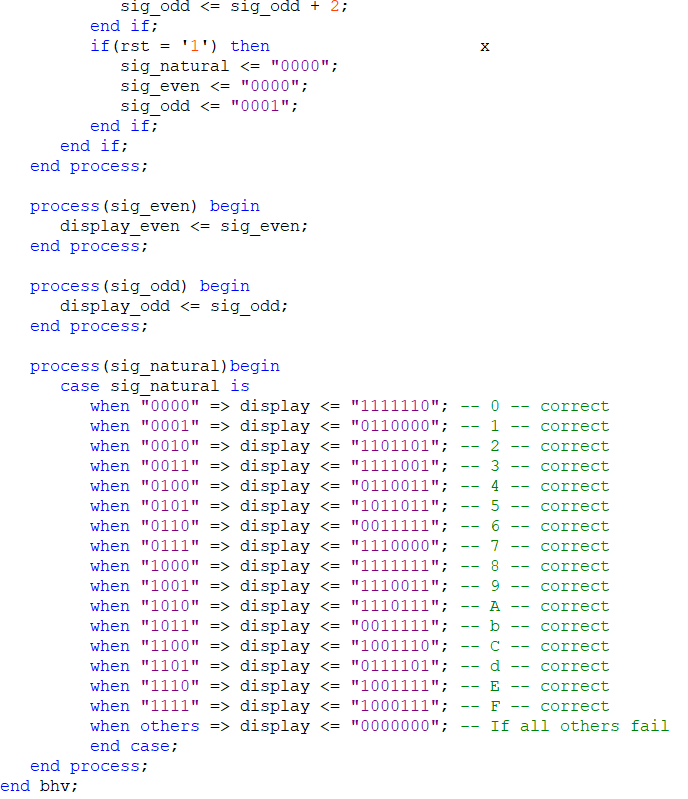 sig_odd <= sig_odd + 2;
end if;
if(rst = '1') then x
sig_natural <= "0000";
sig_even <= "0000";
sig_odd <= "0001";
end if;
end if;
end process;
process(sig_even) begin
display_even <= sig_even;
end process;
process(sig_odd) begin
display_odd <= sig_odd;
end process;
process(sig_natural)begin
case sig_natural is
when "0000" => display <= "1111110"; -- 0 -- correct
when "0001" => display <= "0110000"; -- 1 -- correct
when "0010" => display <= "1101101"; -- 2 -- correct
when "0011" => display <= "1111001"; -- 3 -- correct
when "0100" => display <= "0110011"; -- 4 -- correct
when "0101" => display <= "1011011"; -- 5 -- correct
when "0110" => display <= "0011111"; -- 6 -- correct
when "0111" => display <= "1110000"; -- 7 -- correct
when "1000" => display <= "1111111"; -- 8 -- correct
when "1001" => display <= "1110011"; -- 9 -- correct
when "1010" => display <= "1110111"; -- A -- correct
when "1011" => display <= "0011111"; -- b -- correct
when "1100" => display <= "1001110"; -- C -- correct
when "1101" => display <= "0111101"; -- d -- correct
when "1110" => display <= "1001111"; -- E -- correct
when "1111" => display <= "1000111"; -- F -- correct
when others => display <= "0000000"; -- If all others fail
end case;
end process;
end bhv;